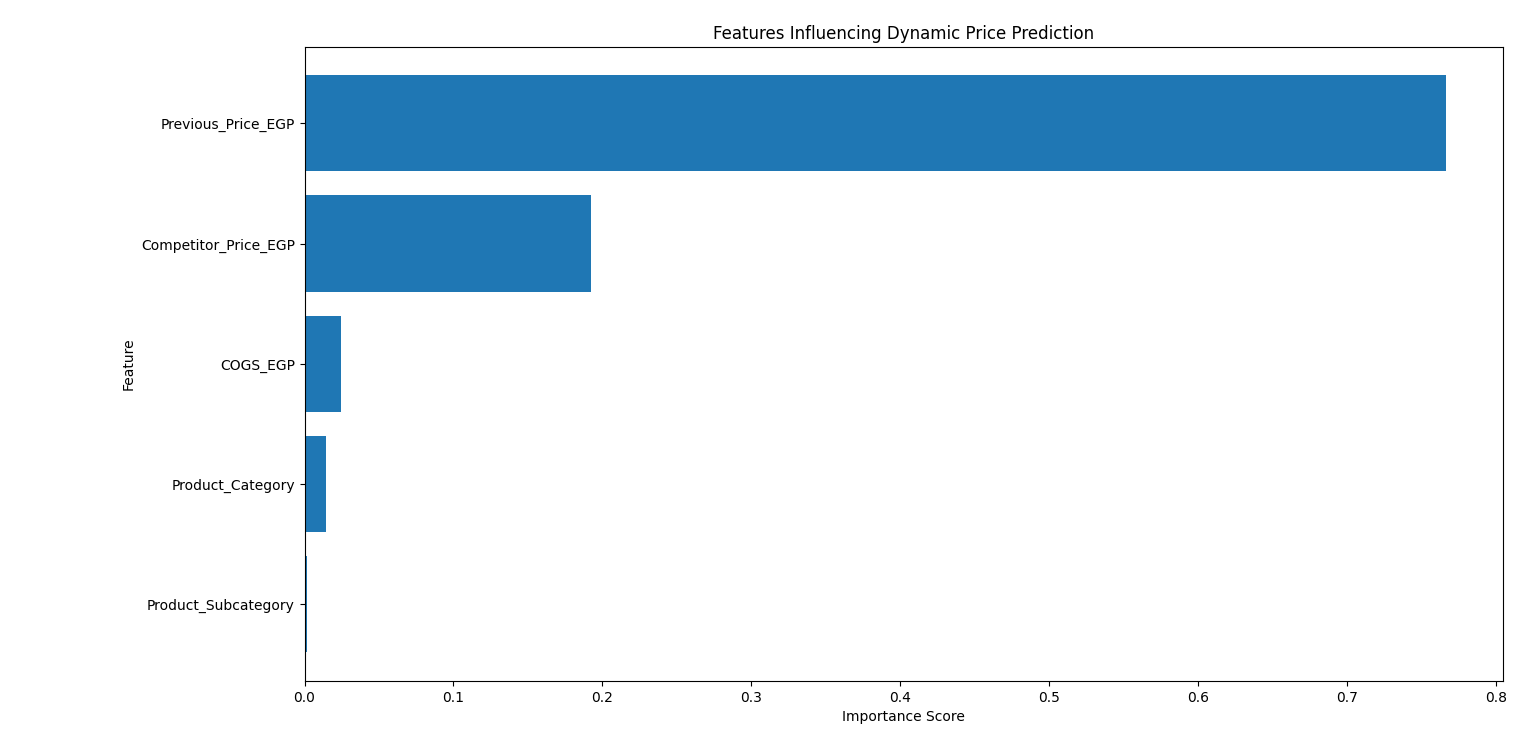 Features Influencing Dynamic Price Prediction
Previous_Price_EGP
Competitor_Price_EGP
COGS_EGP
Product_Category
Product_Subcategory
Feature
0.0 0.1 0.2 0.3 0.4 0.5 0.6 0.7 0.8
Importance Score